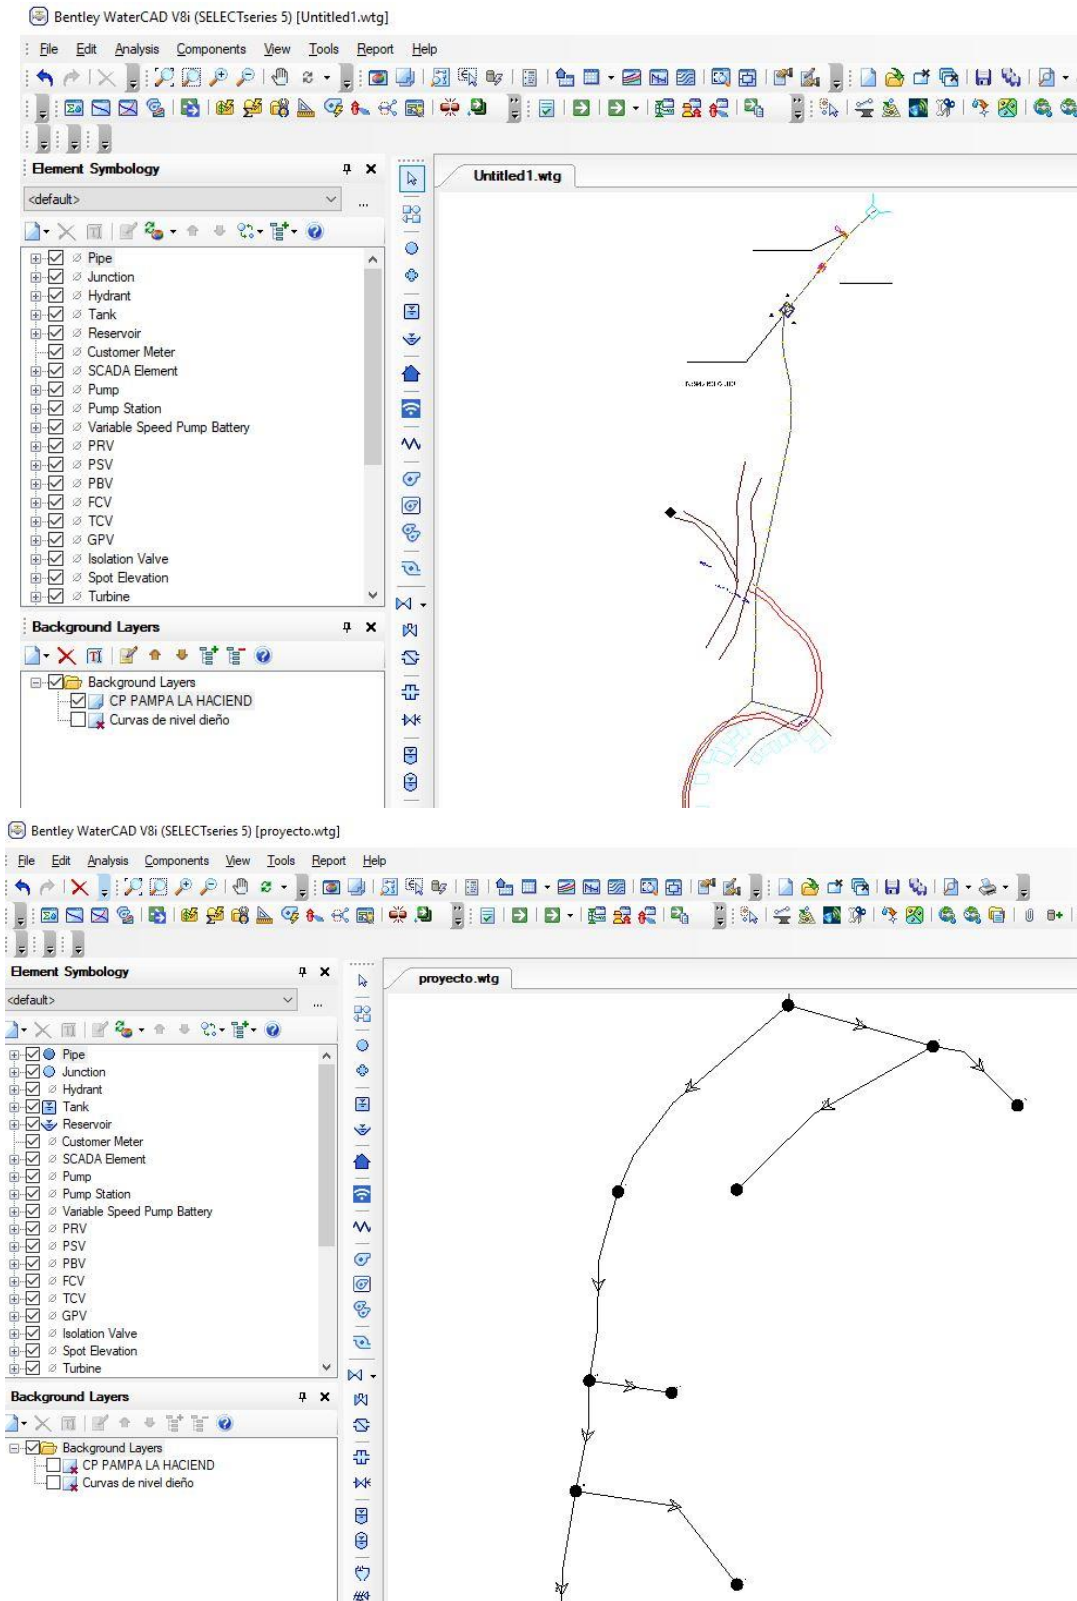 Bentley WaterCAD V8i (SELECTseries 5) [Untitled1.wtg]
File Edit Analysis Components View Tools Report Help
Element Symbology
<default>
...
Pipe
Junction
Hydrant
Tank
Reservoir
Customer Meter
SCADA Element
Pump
Pump Station
Variable Speed Pump Battery
PRV
PSV
PBV
FCV
TCV
GPV
Isolation Valve
Spot Elevation
Turbine
Background Layers
Background Layers
CP PAMPA LA HACIEND
Curvas de nivel dieño
Untitled1.wtg
Bentley WaterCAD V8i (SELECTseries 5) [proyecto.wtg]
File Edit Analysis Components View Tools Report Help
Element Symbology
<default>
...
Pipe
Junction
Hydrant
Tank
Reservoir
Customer Meter
SCADA Element
Pump
Pump Station
Variable Speed Pump Battery
PRV
PSV
PBV
FCV
TCV
GPV
Isolation Valve
Spot Elevation
Turbine
Background Layers
Background Layers
CP PAMPA LA HACIEND
Curvas de nivel dieño
proyecto.wtg